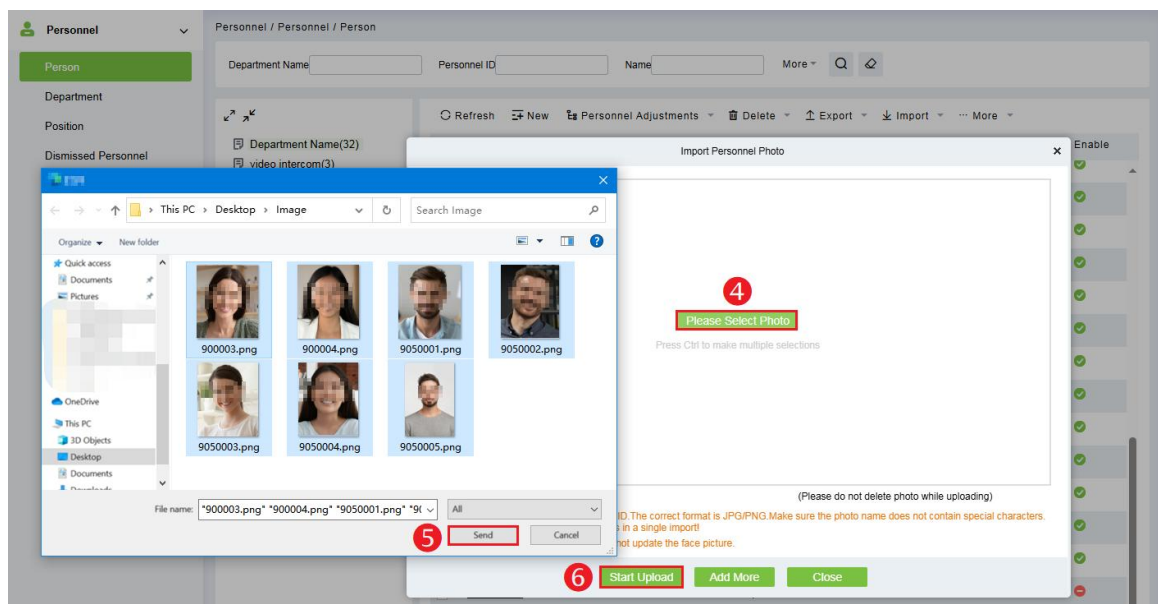 Personnel
Personnel / Personnel / Person
Person
Department Name
Personnel ID
Name
More
Department
Position
Dismissed Personnel
Refresh New Personnel Adjustments Delete Export Import ··· More
Department Name(32)
video intercom(3)
Import Personnel Photo
Enable
This PC > Desktop > Image
Search Image
Organize New folder
Quick access
Documents
Pictures
OneDrive
This PC
3D Objects
Desktop
Documents
Downloads
900003.png 900004.png 9050001.png 9050002.png
9050003.png 9050004.png 9050005.png
File name: "900003.png" "900004.png" "9050001.png" "9( All
5 Send Cancel
4
Please Select Photo
Press Ctrl to make multiple selections
(Please do not delete photo while uploading)
ID.The correct format is JPG/PNG.Make sure the photo name does not contain special characters.
in a single import!
not update the face picture.
6 Start Upload Add More Close